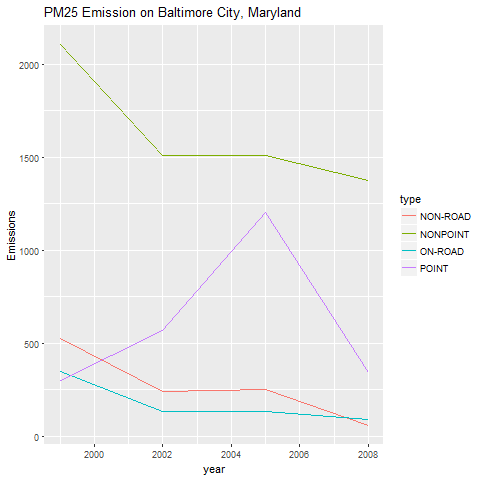 PM25 Emission on Baltimore City, Maryland
2000
1500
1000
500
0
Emissions
2000
2002
2004
2006
2008
year
type
NON-ROAD
NONPOINT
ON-ROAD
POINT